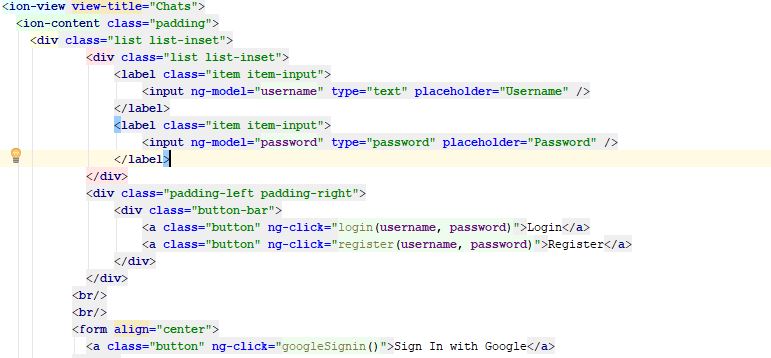 <ion-view view-title="Chats">
<ion-content class="padding">
<div class="list list-inset">
<div class="list list-inset">
<label class="item item-input">
<input ng-model="username" type="text" placeholder="Username" />
</label>
<label class="item item-input">
<input ng-model="password" type="password" placeholder="Password" />
</label>
</div>
<div class="padding-left padding-right">
<div class="button-bar">
<a class="button" ng-click="login(username, password)">Login</a>
<a class="button" ng-click="register(username, password)">Register</a>
</div>
</div>
<br/>
<br/>
<form align="center">
<a class="button" ng-click="googleSignin()">Sign In with Google</a>